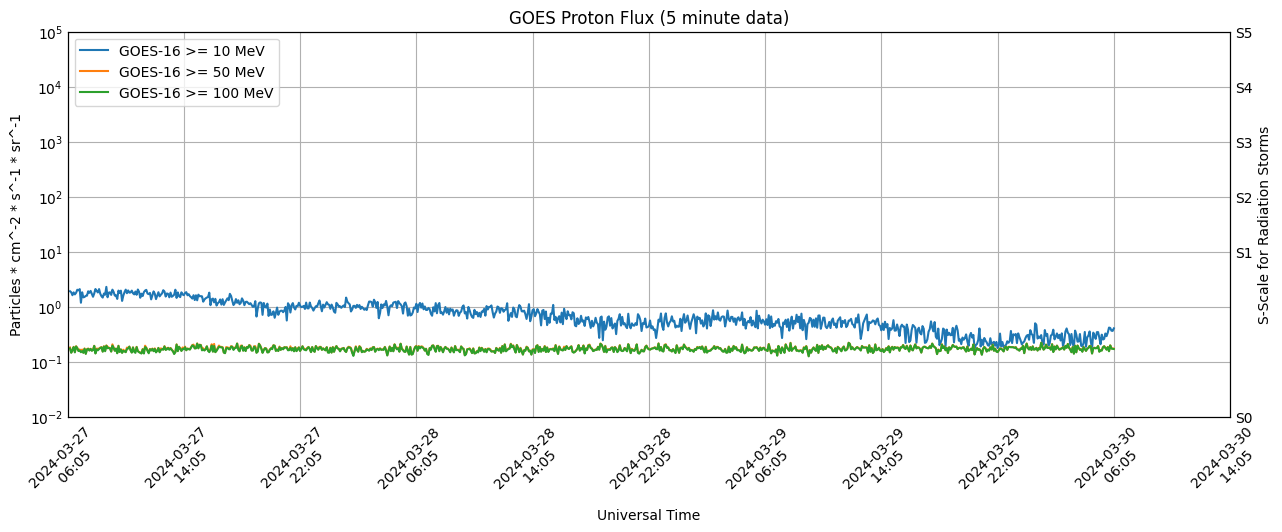 GOES Proton Flux (5 minute data)
GOES-16 >= 10 MeV
GOES-16 >= 50 MeV
GOES-16 >= 100 MeV
Particles * cm^-2 * s^-1 * sr^-1
10^5
10^4
10^3
10^2
10^1
10^0
10^-1
10^-2
S5
S4
S3
S2
S1
S0
S-Scale for Radiation Storms
2024-03-27
06:05
2024-03-27
14:05
2024-03-27
22:05
2024-03-28
06:05
2024-03-28
14:05
2024-03-28
22:05
2024-03-29
06:05
2024-03-29
14:05
2024-03-29
22:05
2024-03-30
06:05
2024-03-30
14:05
Universal Time